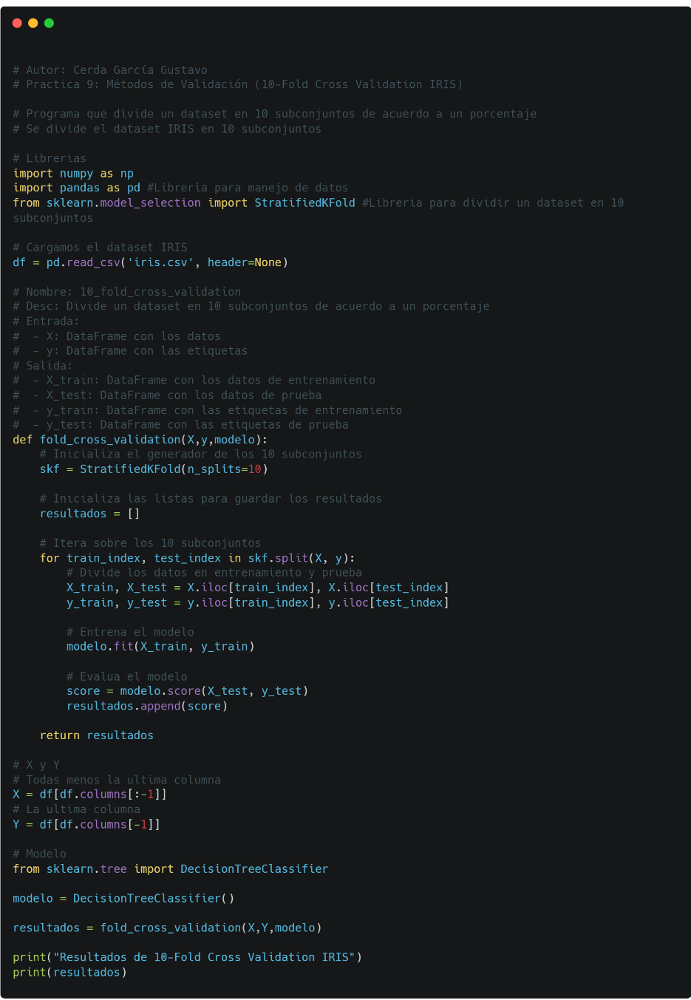 # Autor: Cerda García Gustavo
# Practica 9: Métodos de Validación (10-Fold Cross Validation IRIS)
# Programa que divide un dataset en 10 subconjuntos de acuerdo a un porcentaje
# Se divide el dataset IRIS en 10 subconjuntos
# Librerias
import numpy as np
import pandas as pd #Libreria para manejo de datos
from sklearn.model_selection import StratifiedKFold #Libreria para dividir un dataset en 10
subconjuntos
# Cargamos el dataset IRIS
df = pd.read_csv('iris.csv', header=None)
# Nombre: 10_fold_cross_validation
# Desc: Divide un dataset en 10 subconjuntos de acuerdo a un porcentaje
# Entrada:
#  - X: DataFrame con los datos
#  - y: DataFrame con las etiquetas
# Salida:
#  - X_train: DataFrame con los datos de entrenamiento
#  - X_test: DataFrame con los datos de prueba
#  - y_train: DataFrame con las etiquetas de entrenamiento
#  - y_test: DataFrame con las etiquetas de prueba
def fold_cross_validation(X,y,modelo):
    # Inicializa el generador de los 10 subconjuntos
    skf = StratifiedKFold(n_splits=10)
    # Inicializa las listas para guardar los resultados
    resultados = []
    # Itera sobre los 10 subconjuntos
    for train_index, test_index in skf.split(X, y):
        # Divide los datos en entrenamiento y prueba
        X_train, X_test = X.iloc[train_index], X.iloc[test_index]
        y_train, y_test = y.iloc[train_index], y.iloc[test_index]
        # Entrena el modelo
        modelo.fit(X_train, y_train)
        # Evalua el modelo
        score = modelo.score(X_test, y_test)
        resultados.append(score)
    return resultados
# X y Y
# Todas menos la ultima columna
X = df[df.columns[:-1]]
# La ultima columna
Y = df[df.columns[-1]]
# Modelo
from sklearn.tree import DecisionTreeClassifier
modelo = DecisionTreeClassifier()
resultados = fold_cross_validation(X,Y,modelo)
print("Resultados de 10-Fold Cross Validation IRIS")
print(resultados)